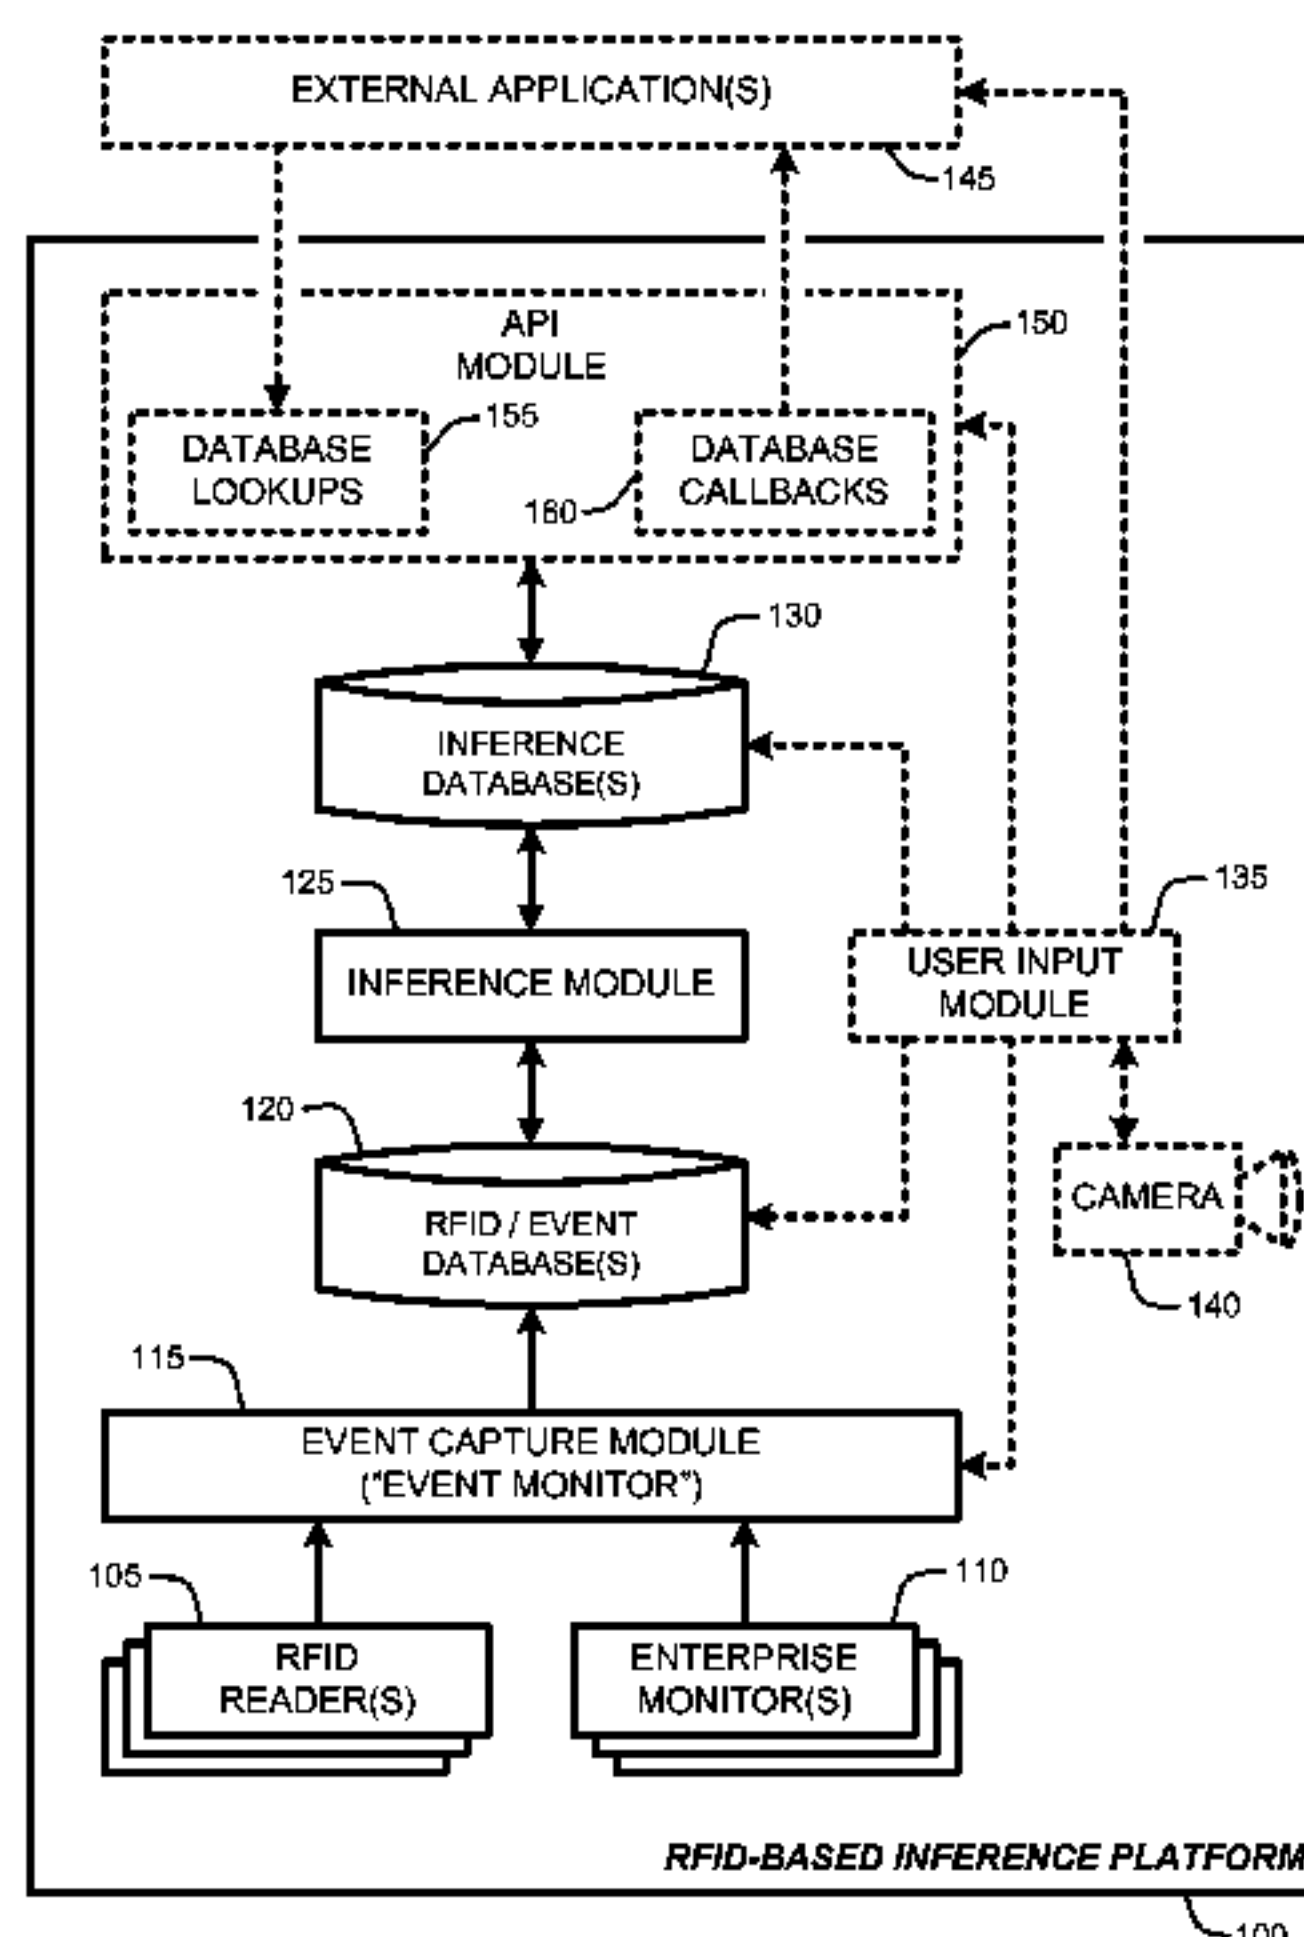 EXTERNAL APPLICATION(S)
145
API
MODULE
150
155
DATABASE
LOOKUPS
DATABASE
CALLBACKS
160
130
INFERENCE
DATABASE(S)
125
135
INFERENCE MODULE
USER INPUT
MODULE
120
CAMERA
RFID / EVENT
DATABASE(S)
140
115
EVENT CAPTURE MODULE
("EVENT MONITOR")
105
110
RFID
READER(S)
ENTERPRISE
MONITOR(S)
RFID-BASED INFERENCE PLATFORM
100